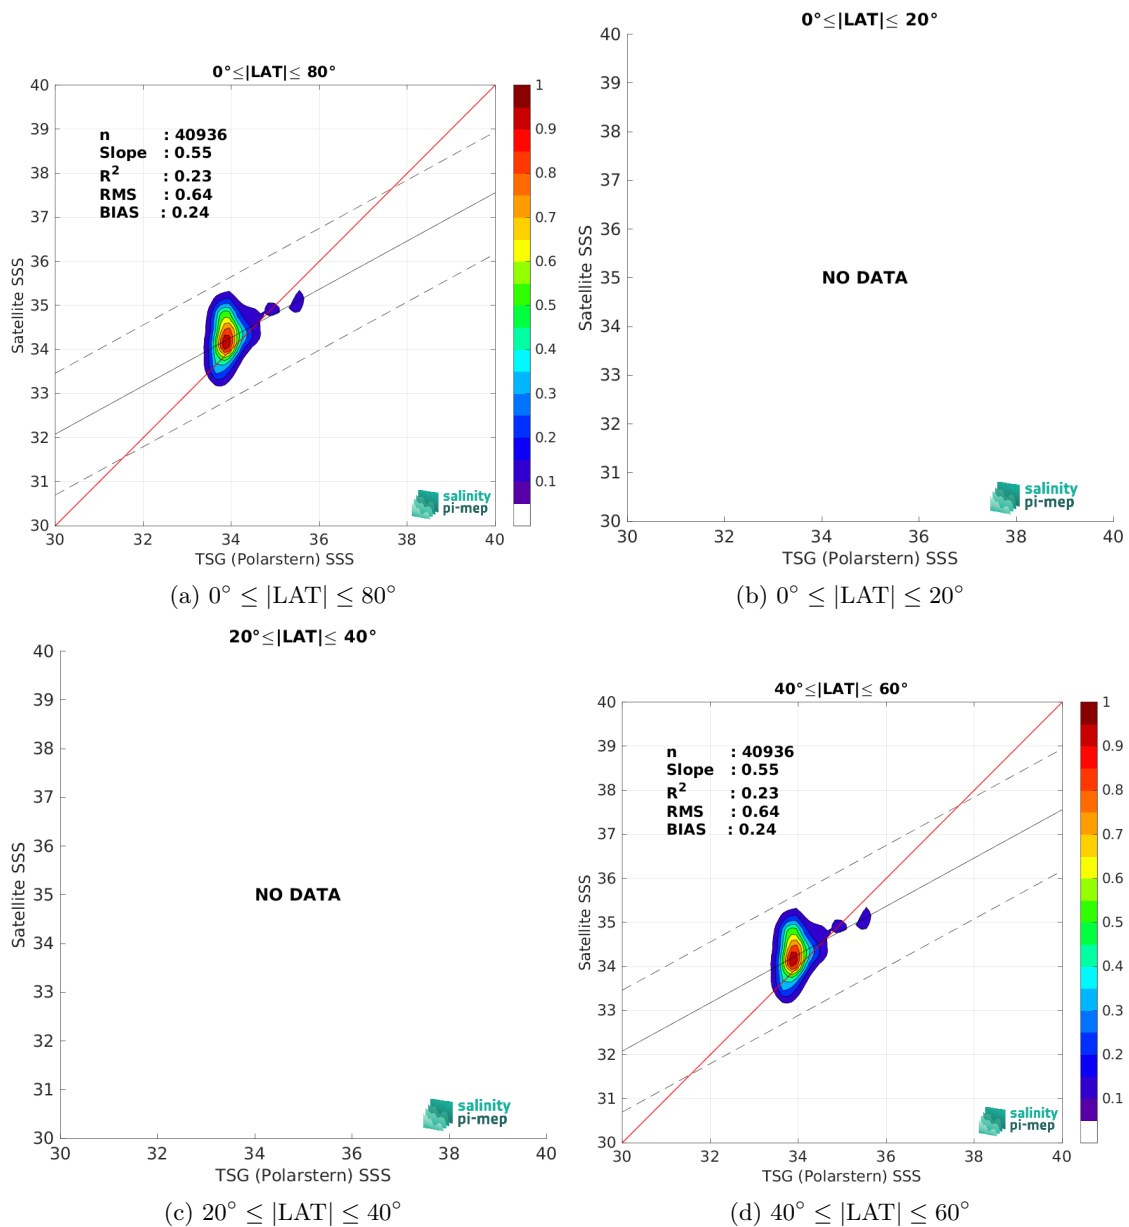 0°≤|LAT|≤ 80°
40
39
38
37
36
35
34
33
32
31
30
Satellite SSS
n : 40936
Slope : 0.55
R² : 0.23
RMS : 0.64
BIAS : 0.24
salinity
pi-mep
30 32 34 36 38 40
TSG (Polarstern) SSS
1
0.9
0.8
0.7
0.6
0.5
0.4
0.3
0.2
0.1
(a) 0° ≤ |LAT| ≤ 80°
0°≤|LAT|≤ 20°
40
39
38
37
36
35
34
33
32
31
30
Satellite SSS
NO DATA
salinity
pi-mep
30 32 34 36 38 40
TSG (Polarstern) SSS
(b) 0° ≤ |LAT| ≤ 20°
20°≤|LAT|≤ 40°
40
39
38
37
36
35
34
33
32
31
30
Satellite SSS
NO DATA
salinity
pi-mep
30 32 34 36 38 40
TSG (Polarstern) SSS
(c) 20° ≤ |LAT| ≤ 40°
40°≤|LAT|≤ 60°
40
39
38
37
36
35
34
33
32
31
30
Satellite SSS
n : 40936
Slope : 0.55
R² : 0.23
RMS : 0.64
BIAS : 0.24
salinity
pi-mep
30 32 34 36 38 40
TSG (Polarstern) SSS
1
0.9
0.8
0.7
0.6
0.5
0.4
0.3
0.2
0.1
(d) 40° ≤ |LAT| ≤ 60°